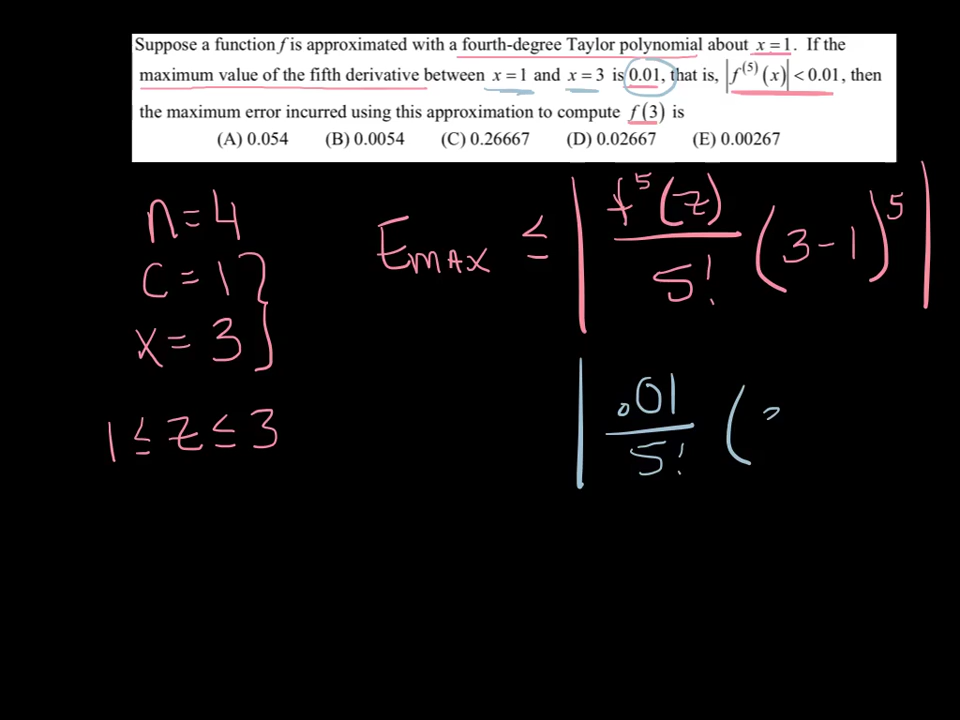 Suppose a function f is approximated with a fourth-degree Taylor polynomial about x = 1. If the
maximum value of the fifth derivative between x = 1 and x = 3 is 0.01, that is, |f^(5)(x)| < 0.01, then
the maximum error incurred using this approximation to compute f(3) is
(A) 0.054 (B) 0.0054 (C) 0.26667 (D) 0.02667 (E) 0.00267
n = 4
c = 1
x = 3
1 ≤ z ≤ 3
E MAX ≤ | f^5(z) / 5! (3 - 1)^5 |
| .01 / 5! (